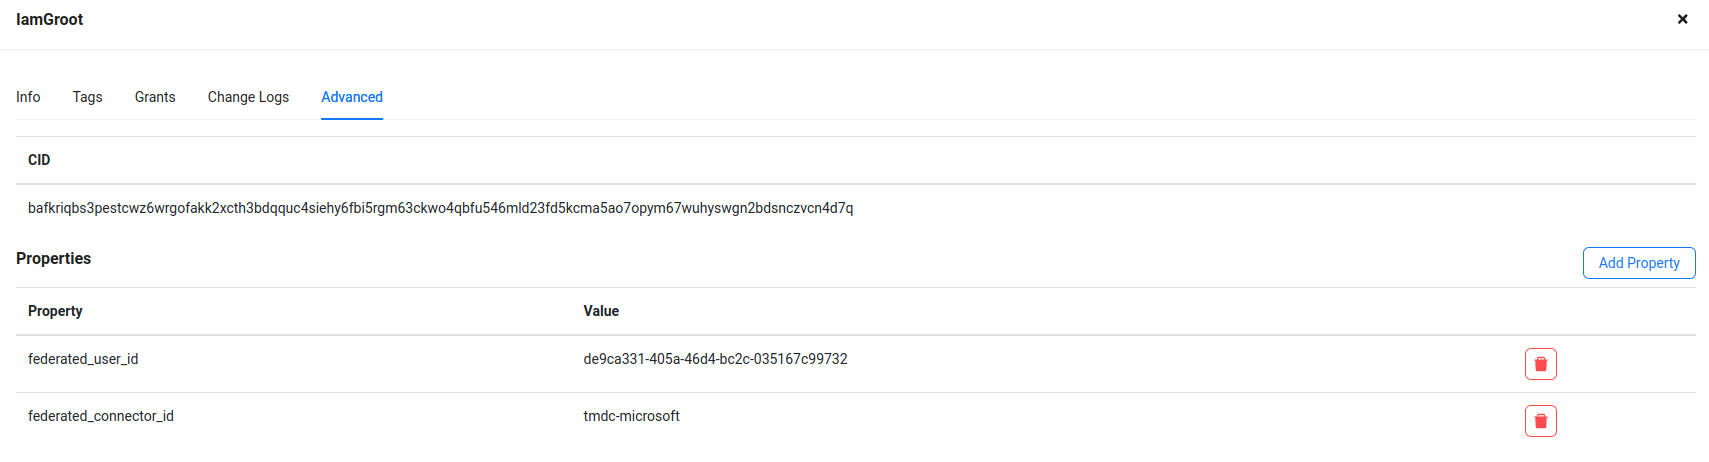 IamGroot
Info Tags Grants Change Logs Advanced
CID
bafkriqbs3pestcwz6wrgofakk2xcth3bdqquc4siehy6fbi5rgm63ckwo4qbfu546mld23fd5kcma5ao7opym67wuhyswgn2bdsnczvcn4d7q
Properties
Add Property
Property Value
federated_user_id de9ca331-405a-46d4-bc2c-035167c99732
federated_connector_id tmdc-microsoft